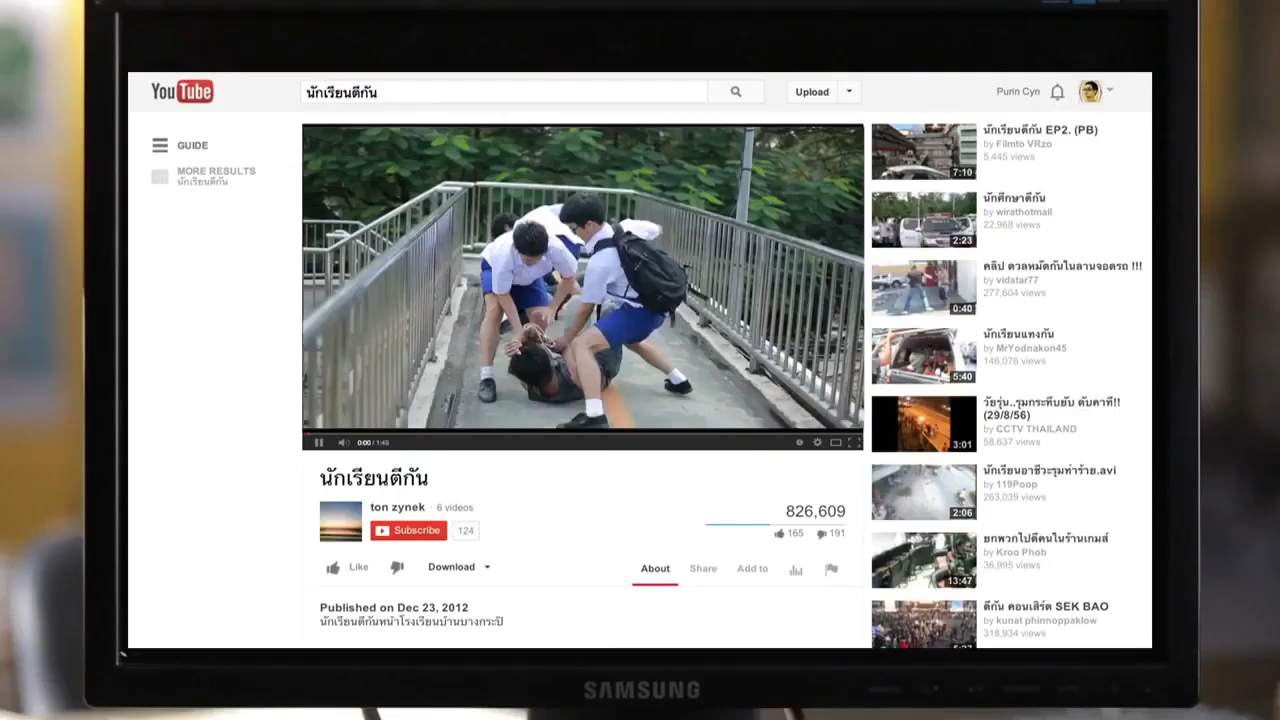 YouTube
นักเรียนตีกัน
Upload
Purin Cyn
GUIDE
MORE RESULTS
นักเรียนตีกัน
0:00 / 1:49
นักเรียนตีกัน
ton zynek · 6 videos
Subscribe
124
826,609
165
191
Like
Download
About
Share
Add to
Published on Dec 23, 2012
นักเรียนตีกันหน้าโรงเรียนบ้านบางกะปิ
นักเรียนตีกัน EP2. (PB)
by Filmto VRzo
5,445 views
7:10
นักศึกษาตีกัน
by wirathotmail
22,968 views
2:23
คลิป ดวลหมัดกันในลานจอดรถ !!!
by vidstar77
277,604 views
0:40
นักเรียนแทงกัน
by MrYodnakon45
146,076 views
5:40
วัยรุ่น..รุมกระทืบยับ ดับคาที่!!
(29/8/56)
by CCTV THAILAND
58,637 views
3:01
นักเรียนอาชีวะรุมทำร้าย.avi
by 119Poop
263,039 views
2:06
ยกพวกไปตีคนในร้านเกมส์
by Kroo Phob
36,995 views
13:47
ตีกัน คอนเสิร์ต SEK BAO
by kunat phinnoppaklow
318,934 views
SAMSUNG